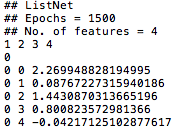 ## ListNet
## Epochs = 1500
## No. of features = 4
1 2 3 4
0
0 0 2.269948828194995
0 1 0.08767227315940186
0 2 1.4430870313665196
0 3 0.800823572981366
0 4 -0.04217125102877617